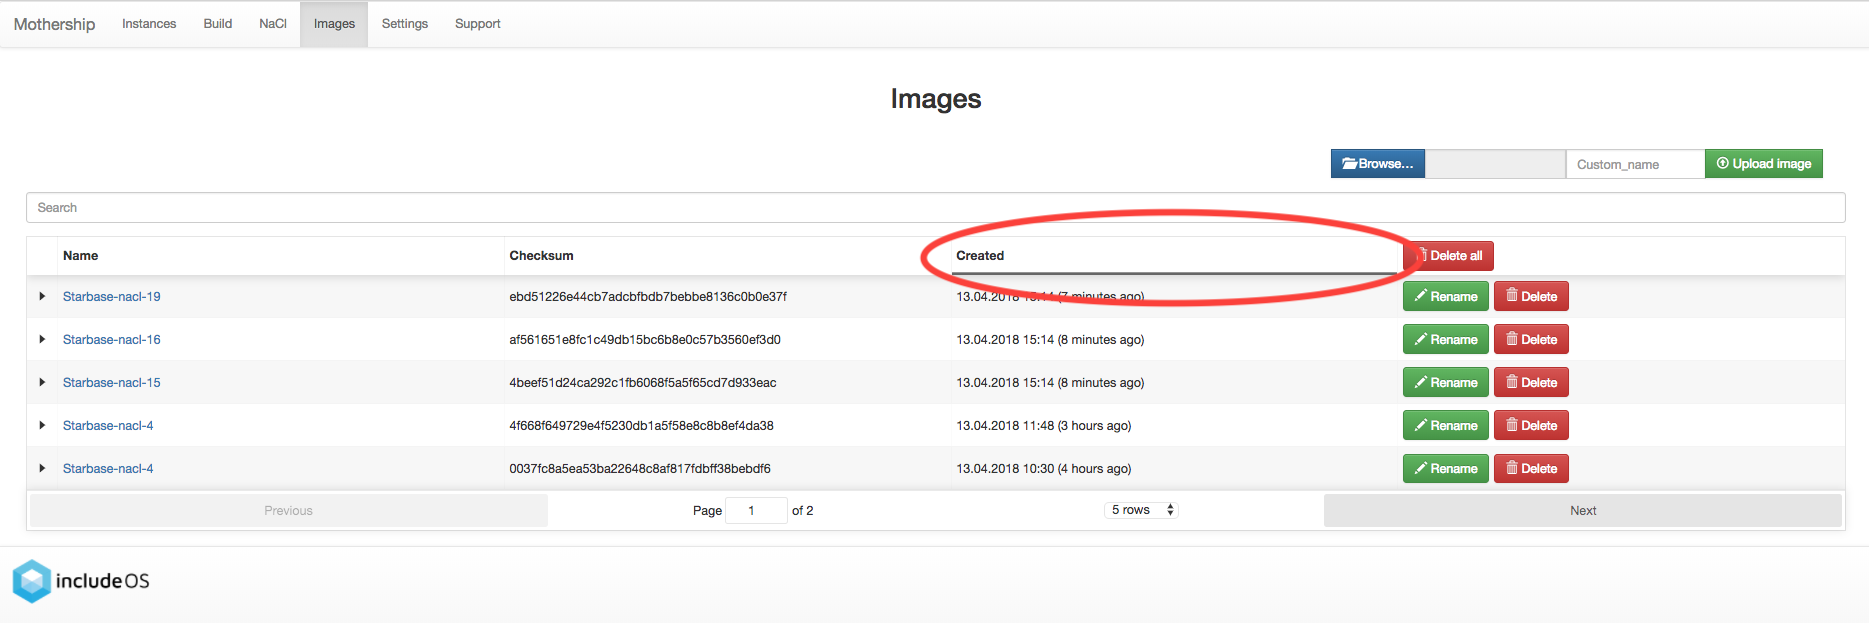 Mothership Instances Build NaCl Images Settings Support
Images
Browse... Custom_name Upload image
Search
Name Checksum Created Delete all
Starbase-nacl-19 ebd51226e44cb7adcbfbdb7bebbe8136c0b0e37f 13.04.2018 15:14 (7 minutes ago) Rename Delete
Starbase-nacl-16 af561651e8fc1c49db15bc6b8e0c57b3560ef3d0 13.04.2018 15:14 (8 minutes ago) Rename Delete
Starbase-nacl-15 4beef51d24ca292c1fb6068f5a5f65cd7d933eac 13.04.2018 15:14 (8 minutes ago) Rename Delete
Starbase-nacl-4 4f668f649729e4f5230db1a5f58e8c8b8ef4da38 13.04.2018 11:48 (3 hours ago) Rename Delete
Starbase-nacl-4 0037fc8a5ea53ba22648c8af817fdbff38bebdf6 13.04.2018 10:30 (4 hours ago) Rename Delete
Previous Page 1 of 2 5 rows Next
includeOS